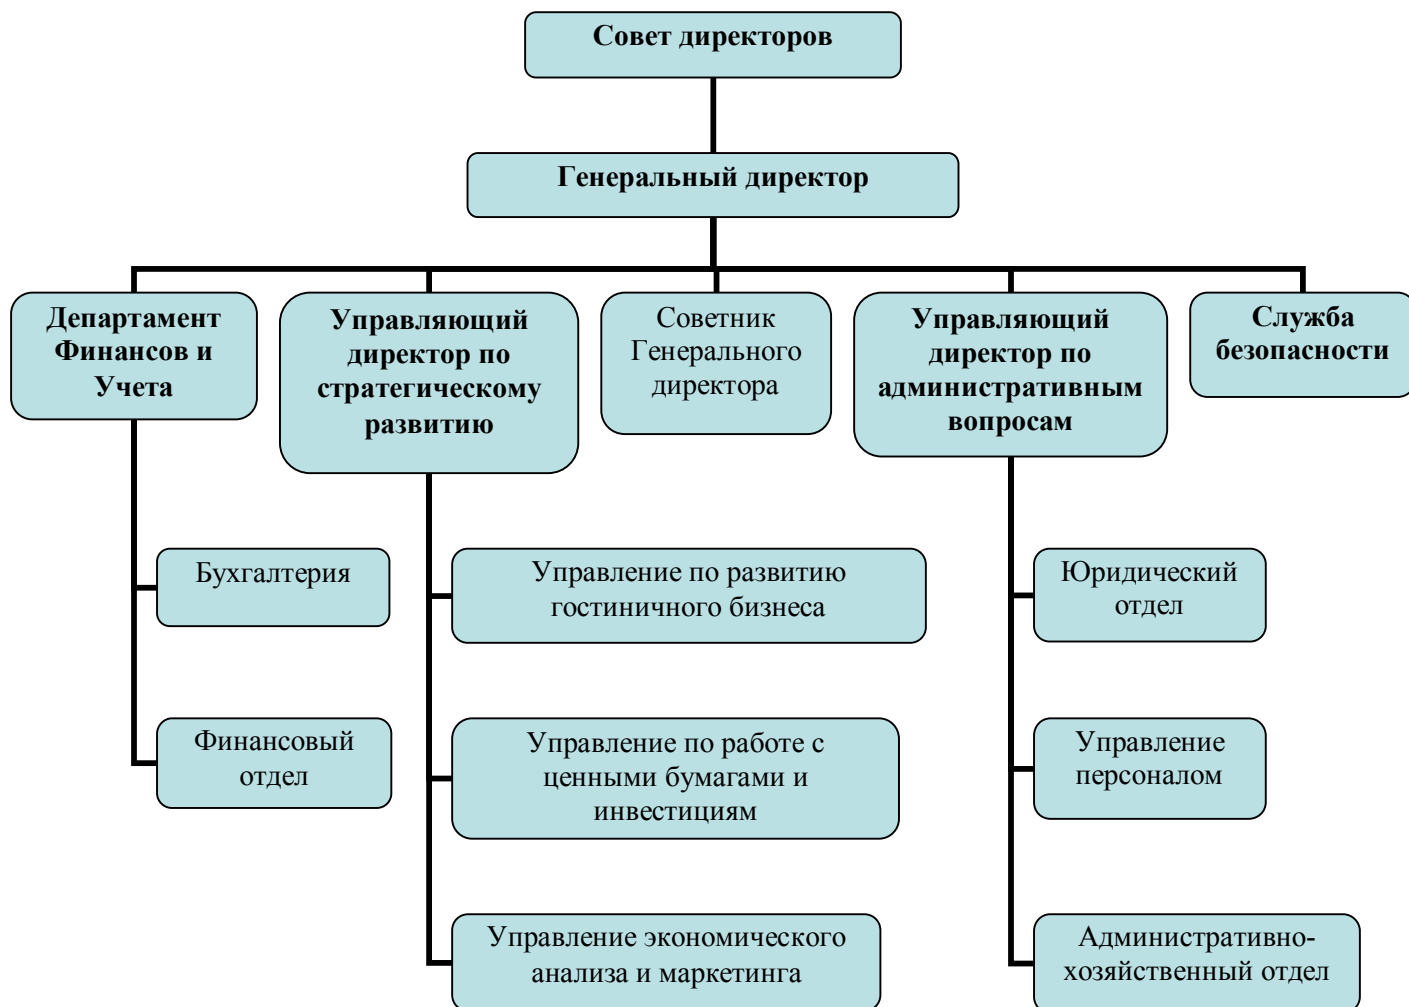 Совет директоров
Генеральный директор
Департамент
Финансов и
Учета
Управляющий
директор по
стратегическому
развитию
Советник
Генерального
директора
Управляющий
директор по
административным
вопросам
Служба
безопасности
Бухгалтерия
Финансовый
отдел
Управление по развитию
гостиничного бизнеса
Управление по работе с
ценными бумагами и
инвестициям
Управление экономического
анализа и маркетинга
Юридический
отдел
Управление
персоналом
Административно-
хозяйственный отдел